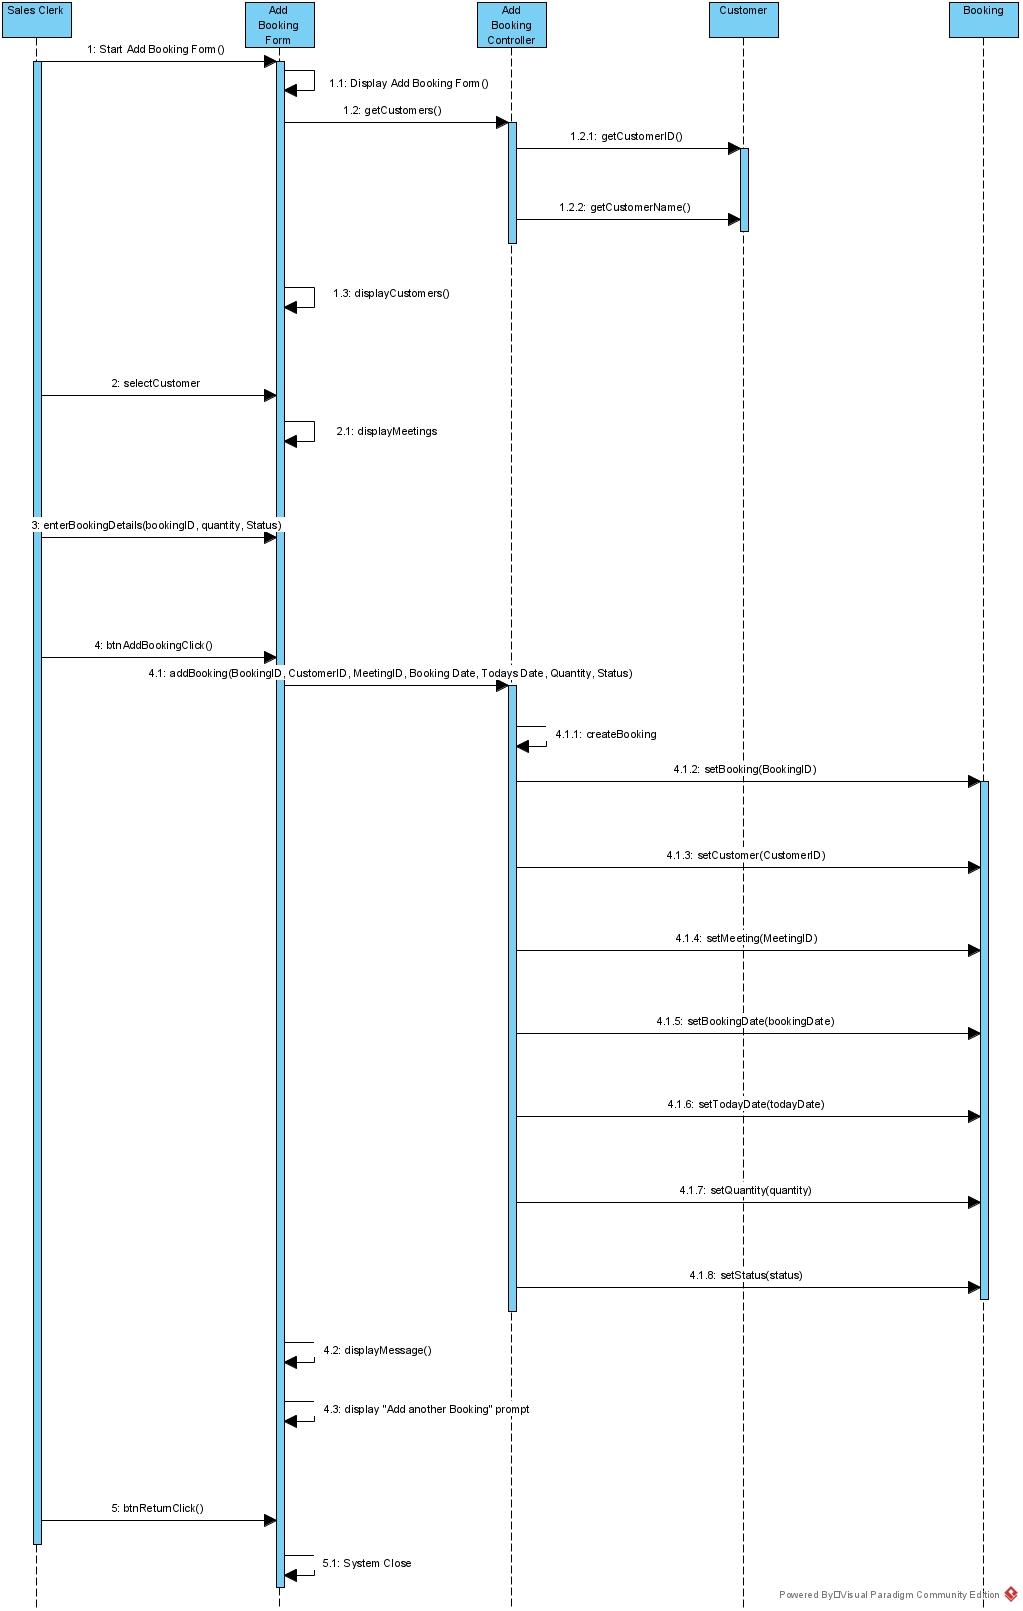 Sales Clerk
Add
Booking
Form
Add
Booking
Controller
Customer
Booking
1: Start Add Booking Form()
1.1: Display Add Booking Form()
1.2: getCustomers()
1.2.1: getCustomerID()
1.2.2: getCustomerName()
1.3: displayCustomers()
2: selectCustomer
2.1: displayMeetings
3: enterBookingDetails(bookingID, quantity, Status)
4: btnAddBookingClick()
4.1: addBooking(BookingID, CustomerID, MeetingID, Booking Date, Todays Date, Quantity, Status)
4.1.1: createBooking
4.1.2: setBooking(BookingID)
4.1.3: setCustomer(CustomerID)
4.1.4: setMeeting(MeetingID)
4.1.5: setBookingDate(bookingDate)
4.1.6: setTodayDate(todayDate)
4.1.7: setQuantity(quantity)
4.1.8: setStatus(status)
4.2: displayMessage()
4.3: display "Add another Booking" prompt
5: btnReturnClick()
5.1: System Close
Powered By□Visual Paradigm Community Edition